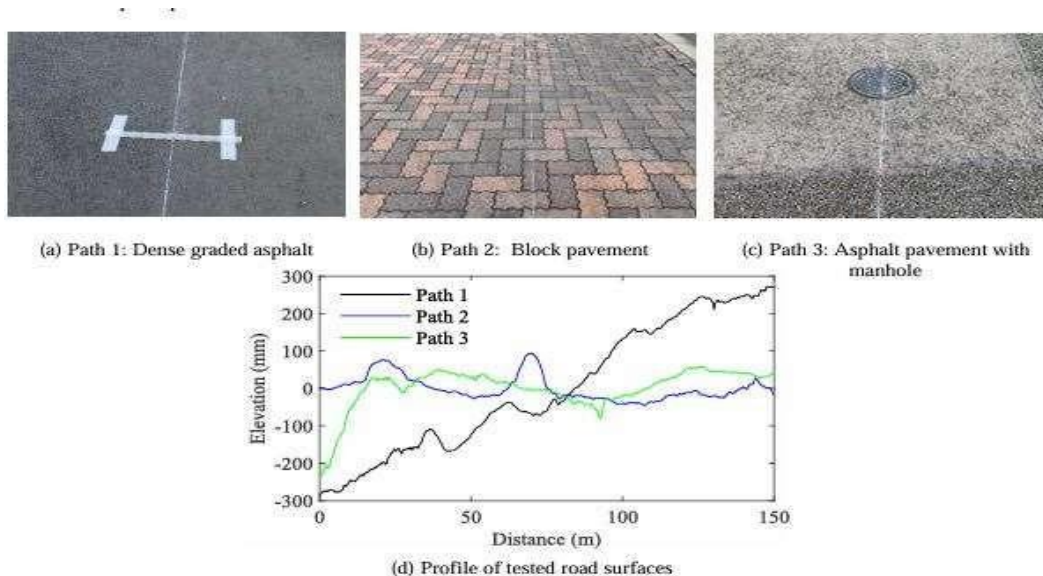 (a) Path 1: Dense graded asphalt
(b) Path 2: Block pavement
(c) Path 3: Asphalt pavement with
manhole
300
200
100
0
-100
-200
-300
Elevation (mm)
Path 1
Path 2
Path 3
0
50
100
150
Distance (m)
(d) Profile of tested road surfaces